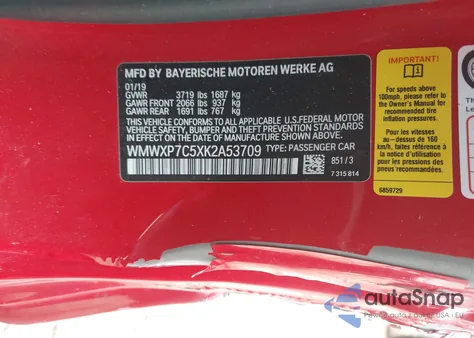 MFD BY BAYERISCHE MOTOREN WERKE AG
01/19
GVWR 3719 lbs 1687 kg
GAWR FRONT 2066 lbs 937 kg
GAWR REAR 1691 lbs 767 kg
THIS VEHICLE CONFORMS TO ALL APPLICABLE U.S.FEDERAL MOTOR
VEHICLE SAFETY, BUMPER AND THEFT PREVENTION STANDARDS
IN EFFECT ON THE DATE OF MANUFACTURE SHOWN ABOVE.
WMWXP7C5XK2A53709 TYPE: PASSENGER CAR
851 / 3
7 315 814
IMPORTANT!
For speeds above
100mph, please refer to
the Owner's Manual for
recommended tire
inflation pressures.
Pour les vitesses au-
dessus de 160
km/h, faites référence
à la notice d'utilisation
pour les pressions
des pneus recommandées.
6859729
autoSnap